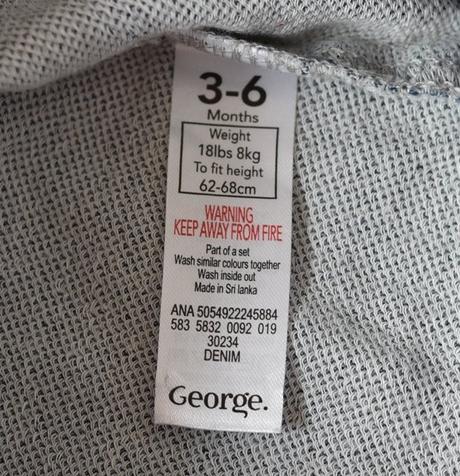 3-6
Months
Weight
18lbs 8kg
To fit height
62-68cm
WARNING
KEEP AWAY FROM FIRE
Part of a set
Wash similar colours together
Wash inside out
Made in Sri lanka
ANA 5054922245884
583 5832 0092 019
30234
DENIM
George.